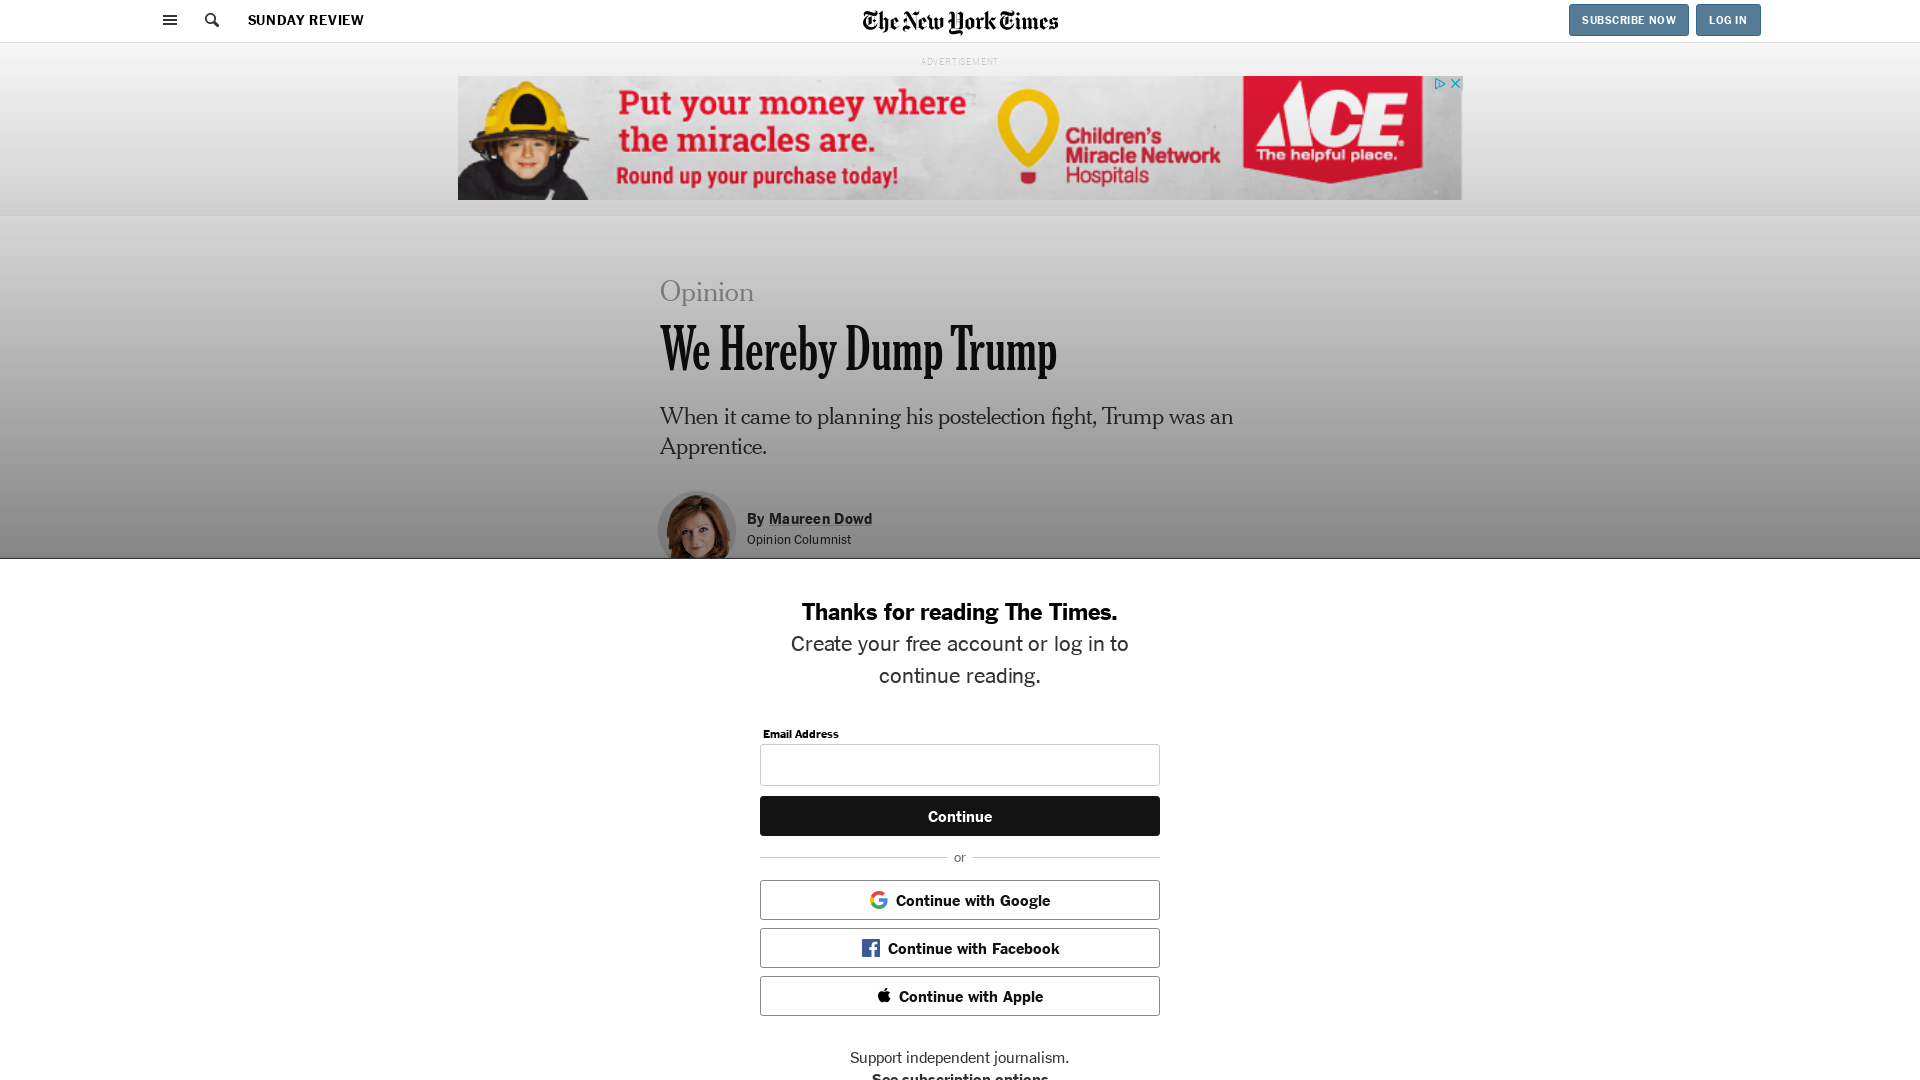 SUNDAY REVIEW
The New York Times
SUBSCRIBE NOW
LOG IN
ADVERTISEMENT
Put your money where
the miracles are.
Round up your purchase today!
Children's
Miracle Network
Hospitals
ACE
The helpful place.
Opinion
We Hereby Dump Trump
When it came to planning his postelection fight, Trump was an
Apprentice.
By Maureen Dowd
Opinion Columnist
Thanks for reading The Times.
Create your free account or log in to
continue reading.
Email Address
Continue
or
Continue with Google
Continue with Facebook
Continue with Apple
Support independent journalism.
See subscription options.